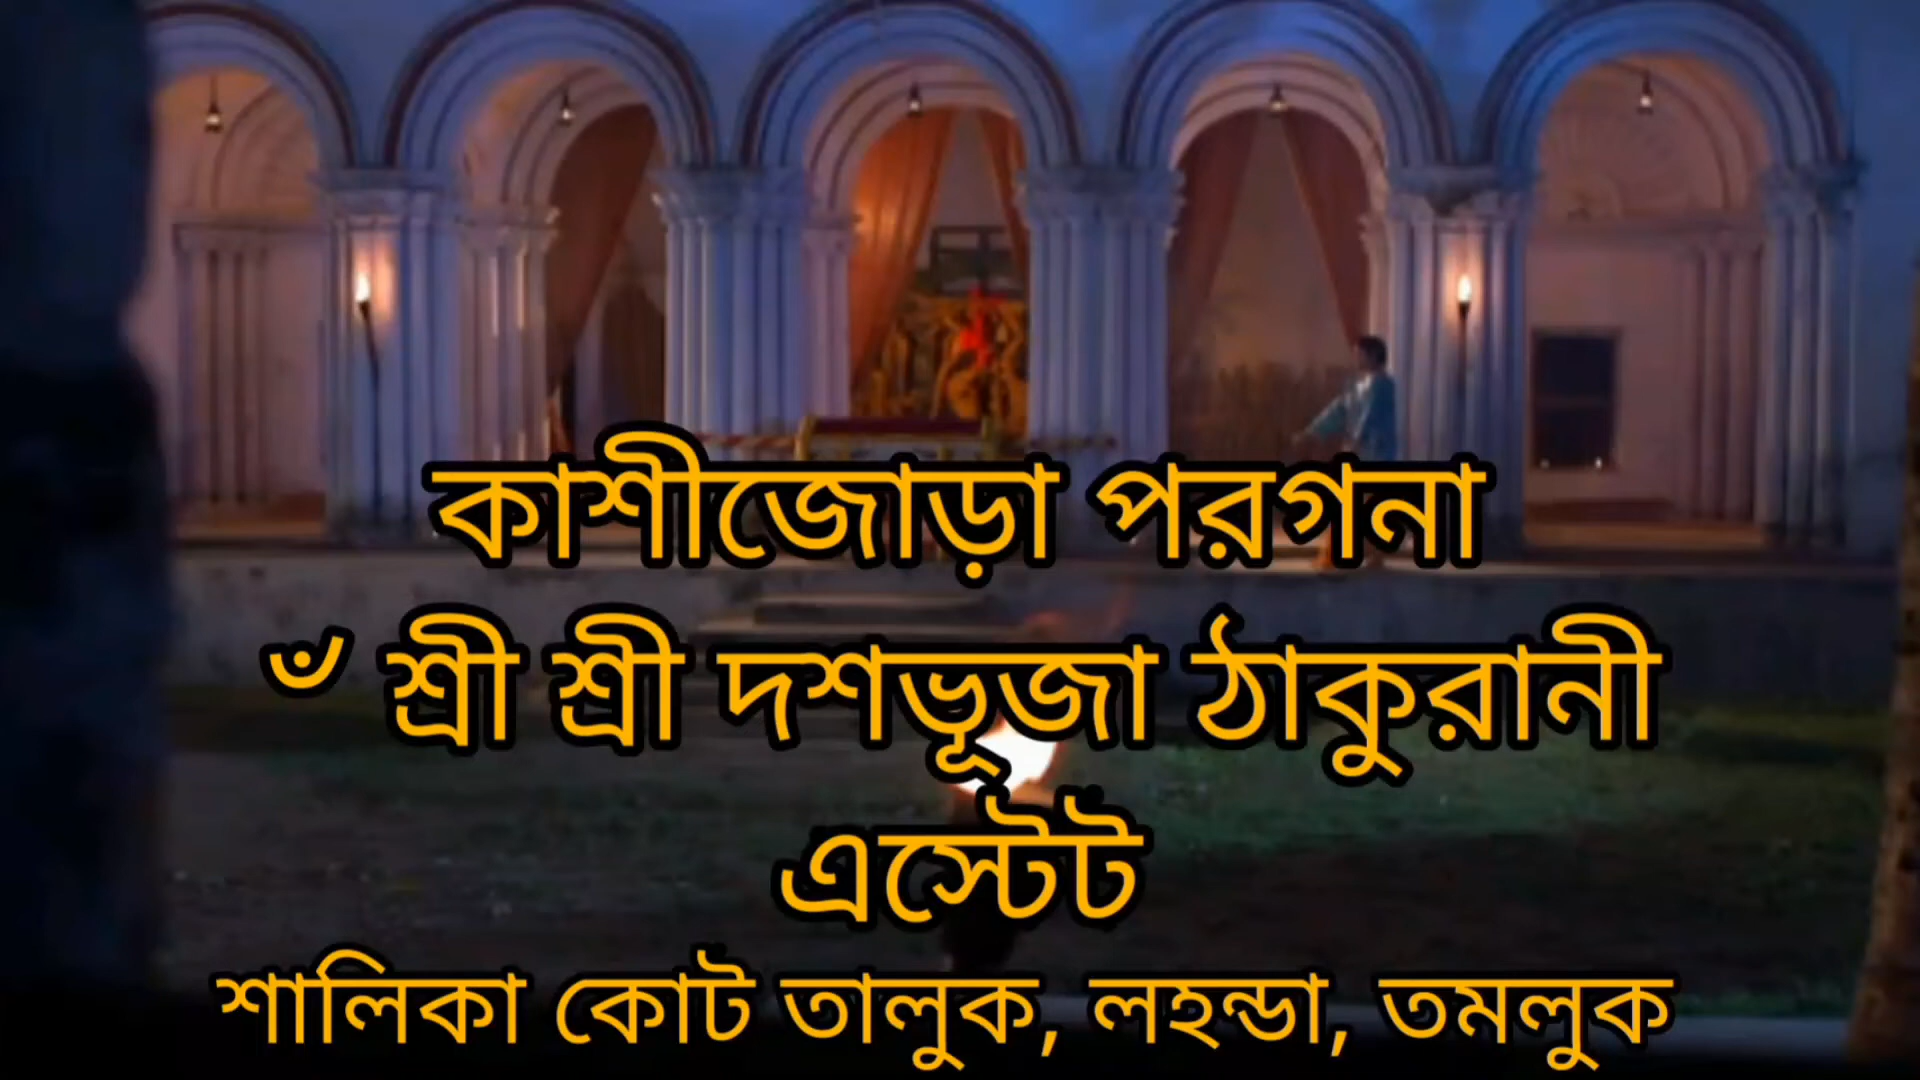 কাশীজোড়া পরগনা
ঁ শ্রী শ্রী দশভূজা ঠাকুরানী
এস্টেট
শালিকা কোট তালুক, লহন্ডা, তমলুক